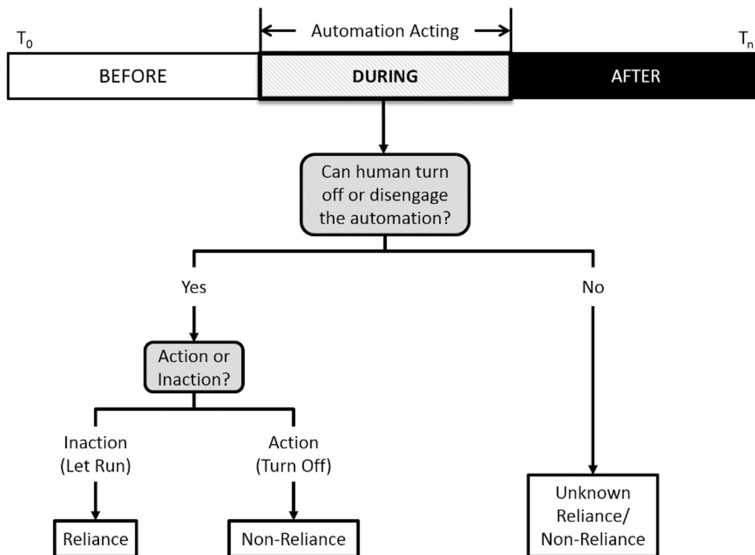 Automation Acting
T0
Tn
BEFORE
DURING
AFTER
Can human turn
off or disengage
the automation?
Yes
No
Action or
Inaction?
Inaction
(Let Run)
Action
(Turn Off)
Reliance
Non-Reliance
Unknown
Reliance/
Non-Reliance